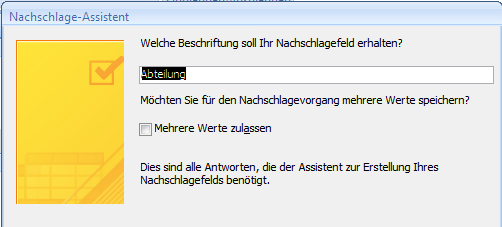 Nachschlage-Assistent
Welche Beschriftung soll Ihr Nachschlagefeld erhalten?
Abteilung
Möchten Sie für den Nachschlagevorgang mehrere Werte speichern?
Mehrere Werte zulassen
Dies sind alle Antworten, die der Assistent zur Erstellung Ihres
Nachschlagefelds benötigt.